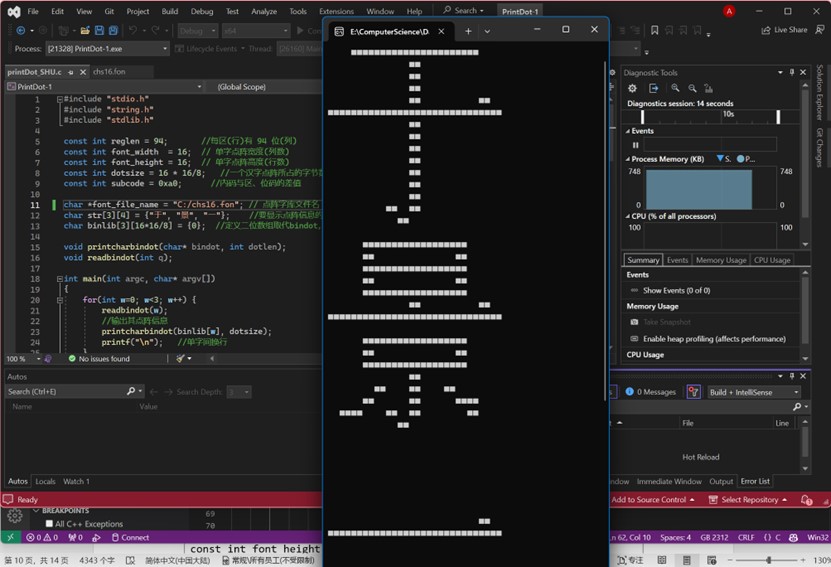 File Edit View Git Project Build Debug Test Analyze Tools Extensions Window Help Search PrintDot-1
Debug x64
Live Share
Process: [21328] PrintDot-1.exe Lifecycle Events Thread: [26160] Main
E:\ComputerScience\D
printDot_SHU.c chs16.fon
PrintDot-1 (Global Scope)
1 #include "stdio.h"
2 #include "string.h"
3 #include "stdlib.h"
4
5 const int reglen = 94; //每区(行)有 94 位(列)
6 const int font_width = 16; // 单字点阵宽度(列数)
7 const int font_height = 16; // 单字点阵高度(行数)
8 const int dotsize = 16 * 16/8; //一个汉字点阵所占的字节数
9 const int subcode = 0xa0; //内码与区、位码的差值
10
11 char *font_file_name = "C:/chs16.fon"; // 点阵字库文件名
12 char str[3][4] = {"于", "景", "一"}; //要显示点阵信息的
13 char binlib[3][16*16/8] = {0}; //定义二位数组取代bindot,
14
15 void printcharbindot(char* bindot, int dotlen);
16 void readbindot(int q);
17
18 int main(int argc, char* argv[])
19 {
20 for(int w=0; w<3; w++) {
21 readbindot(w);
22 //输出其点阵信息
23 printcharbindot(binlib[w], dotsize);
24 printf("\n"); //单字间换行
25 }
100 % No issues found
Autos
Search (Ctrl+E) Search Depth:
Name Value
Autos Locals Watch 1
Ready
BREAKPOINTS
All C++ Exceptions
69
70
0 0 0 Connect
const int font height
第 10 页，共 14 页 4343 个字 简体中文(中国大陆) 常规\所有员工(不受限制)
Diagnostic Tools
Diagnostics session: 14 seconds
10s
Events
Process Memory (KB) S. P...
748 748
0 0
CPU (% of all processors)
100 100
Summary Events Memory Usage CPU Usage
Events
Show Events (0 of 0)
Memory Usage
Take Snapshot
Enable heap profiling (affects performance)
CPU Usage
Solution Explorer
Git Changes
0 Messages Build + IntelliSense
File Line
Hot Reload
Immediate Window Output Error List
Add to Source Control Select Repository
Ln 62, Col 10 Spaces: 4 GB 2312 CRLF {} C Win32
专注 130%